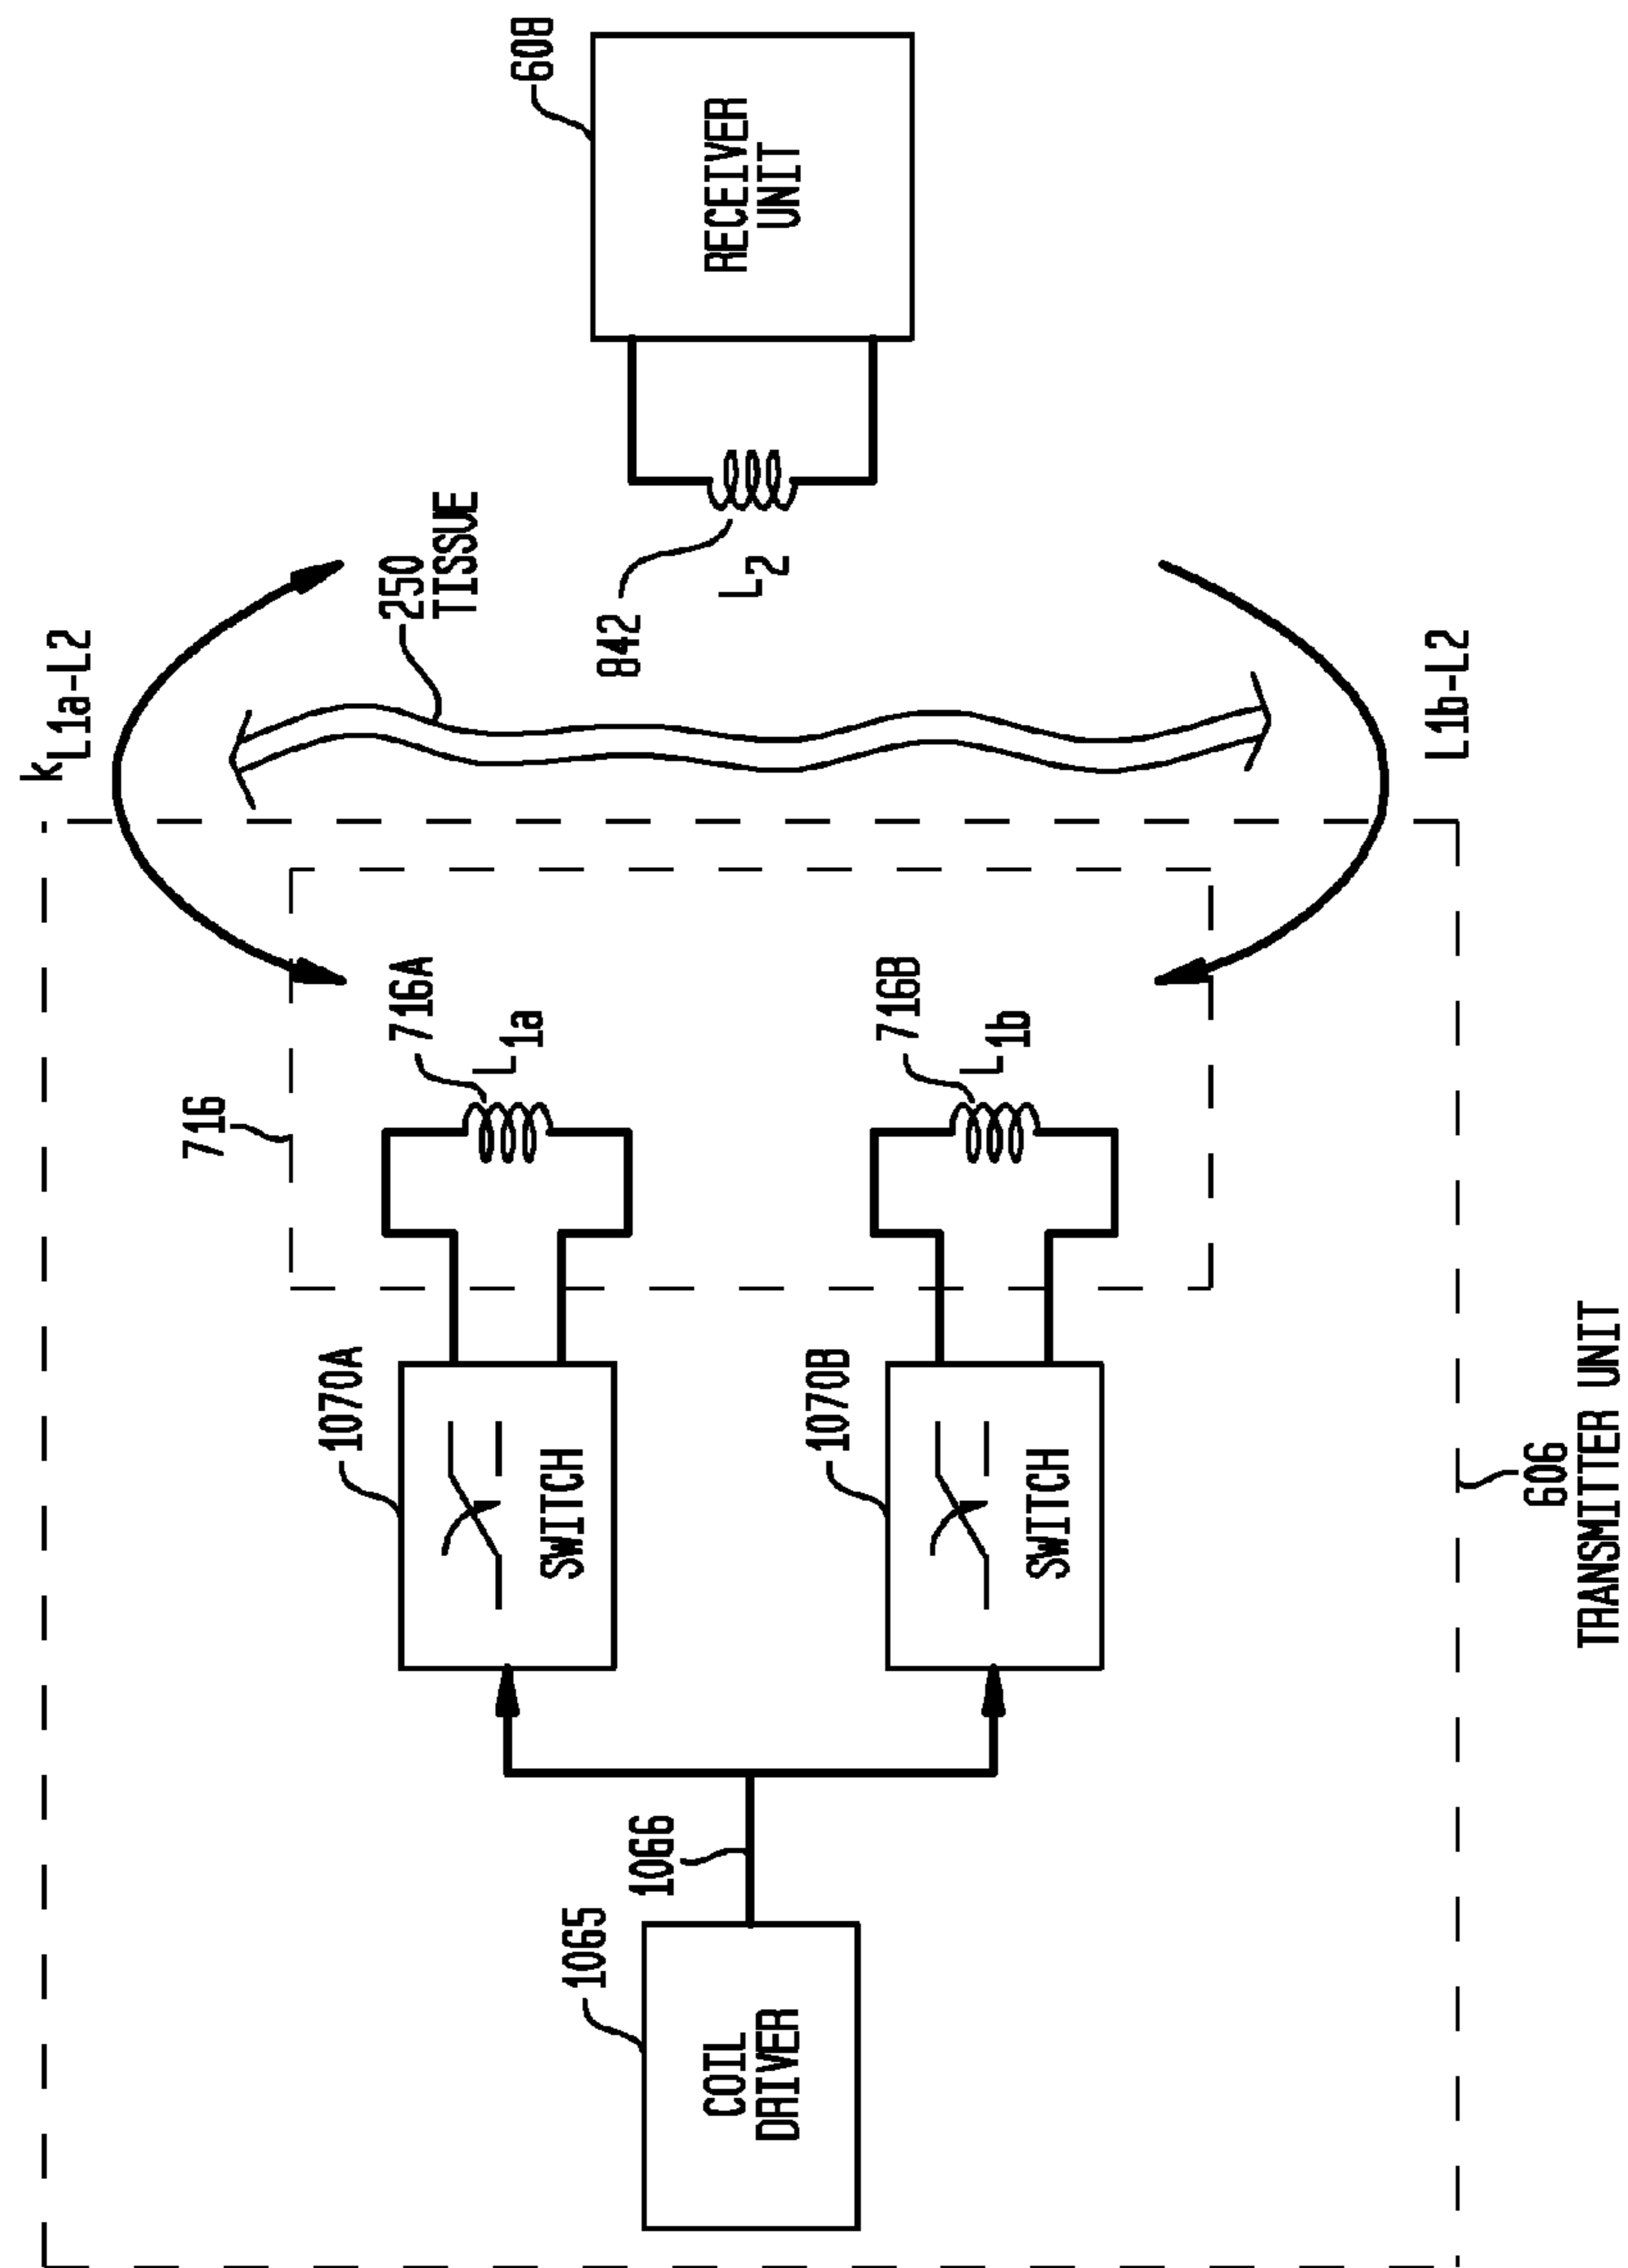 k L1a-L2
250
TISSUE
608
RECEIVER
UNIT
842
L2
716
716A
L1a
1070A
SWITCH
1066
1065
COIL
DRIVER
716B
L1b
1070B
SWITCH
L1b-L2
606
TRANSMITTER UNIT